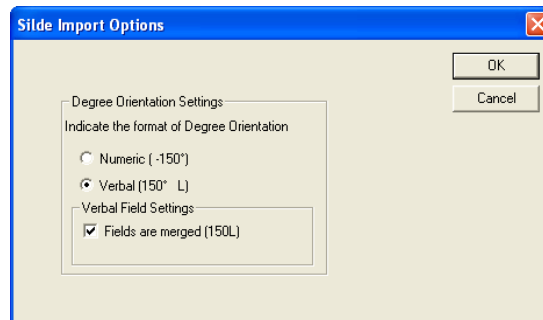 Silde Import Options
OK
Cancel
Degree Orientation Settings
Indicate the format of Degree Orientation
Numeric ( -150°)
Verbal (150°   L)
Verbal Field Settings
Fields are merged (150L)